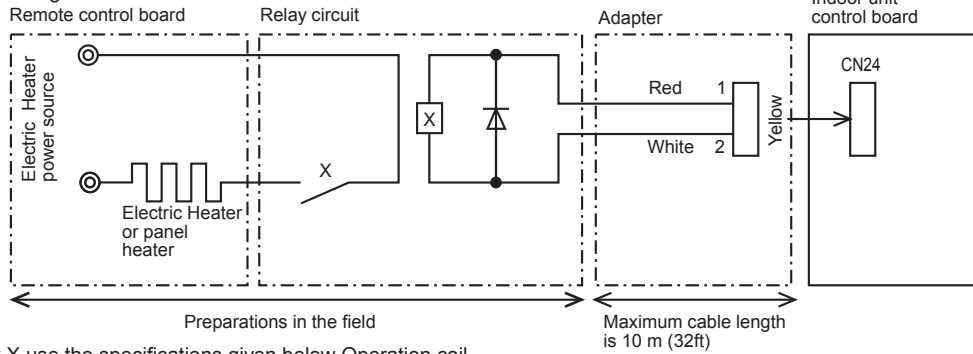 Indoor unit
control board
Remote control board
Relay circuit
Adapter
Electric Heater
power source
X
X
Electric Heater
or panel
heater
Red 1
White 2
Yellow
CN24
Preparations in the field
Maximum cable length
is 10 m (32ft)
X use the specifications given below Operation coil